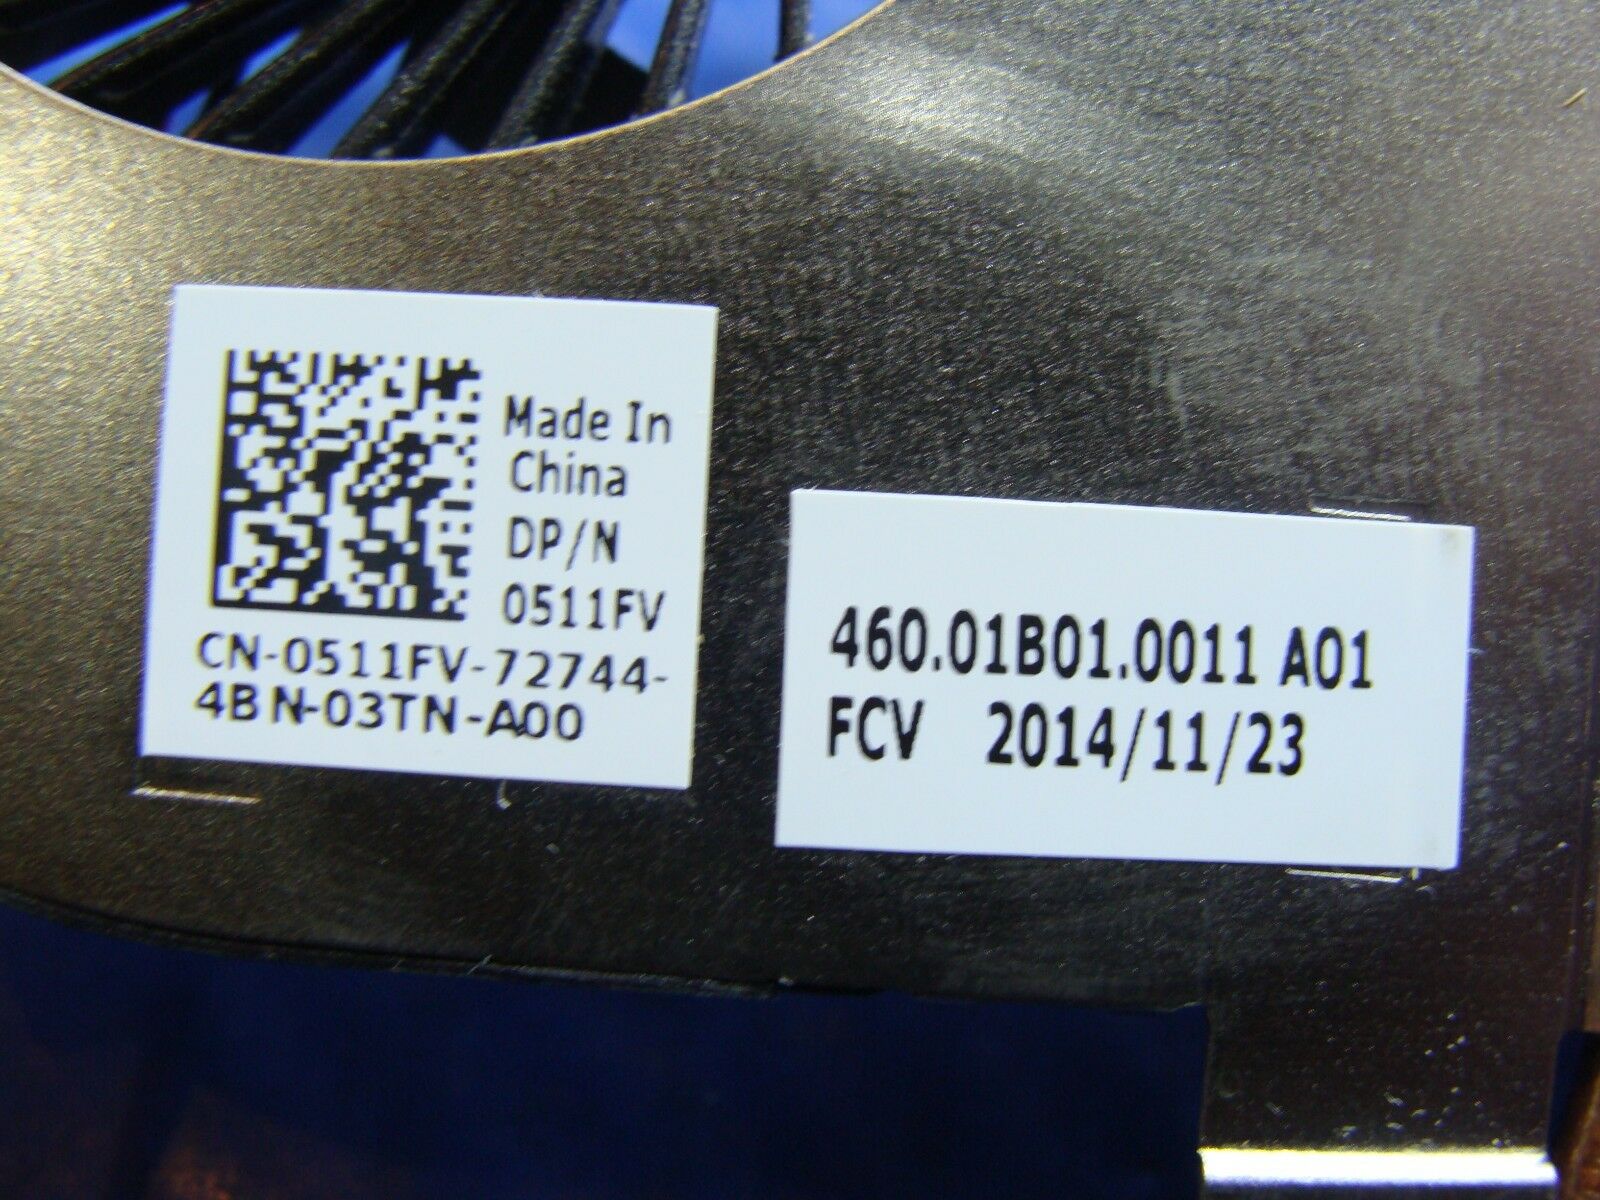 Made In
China
DP/N
0511FV
CN-0511FV-72744-
4BN-03TN-A00
460.01B01.0011 A01
FCV 2014/11/23